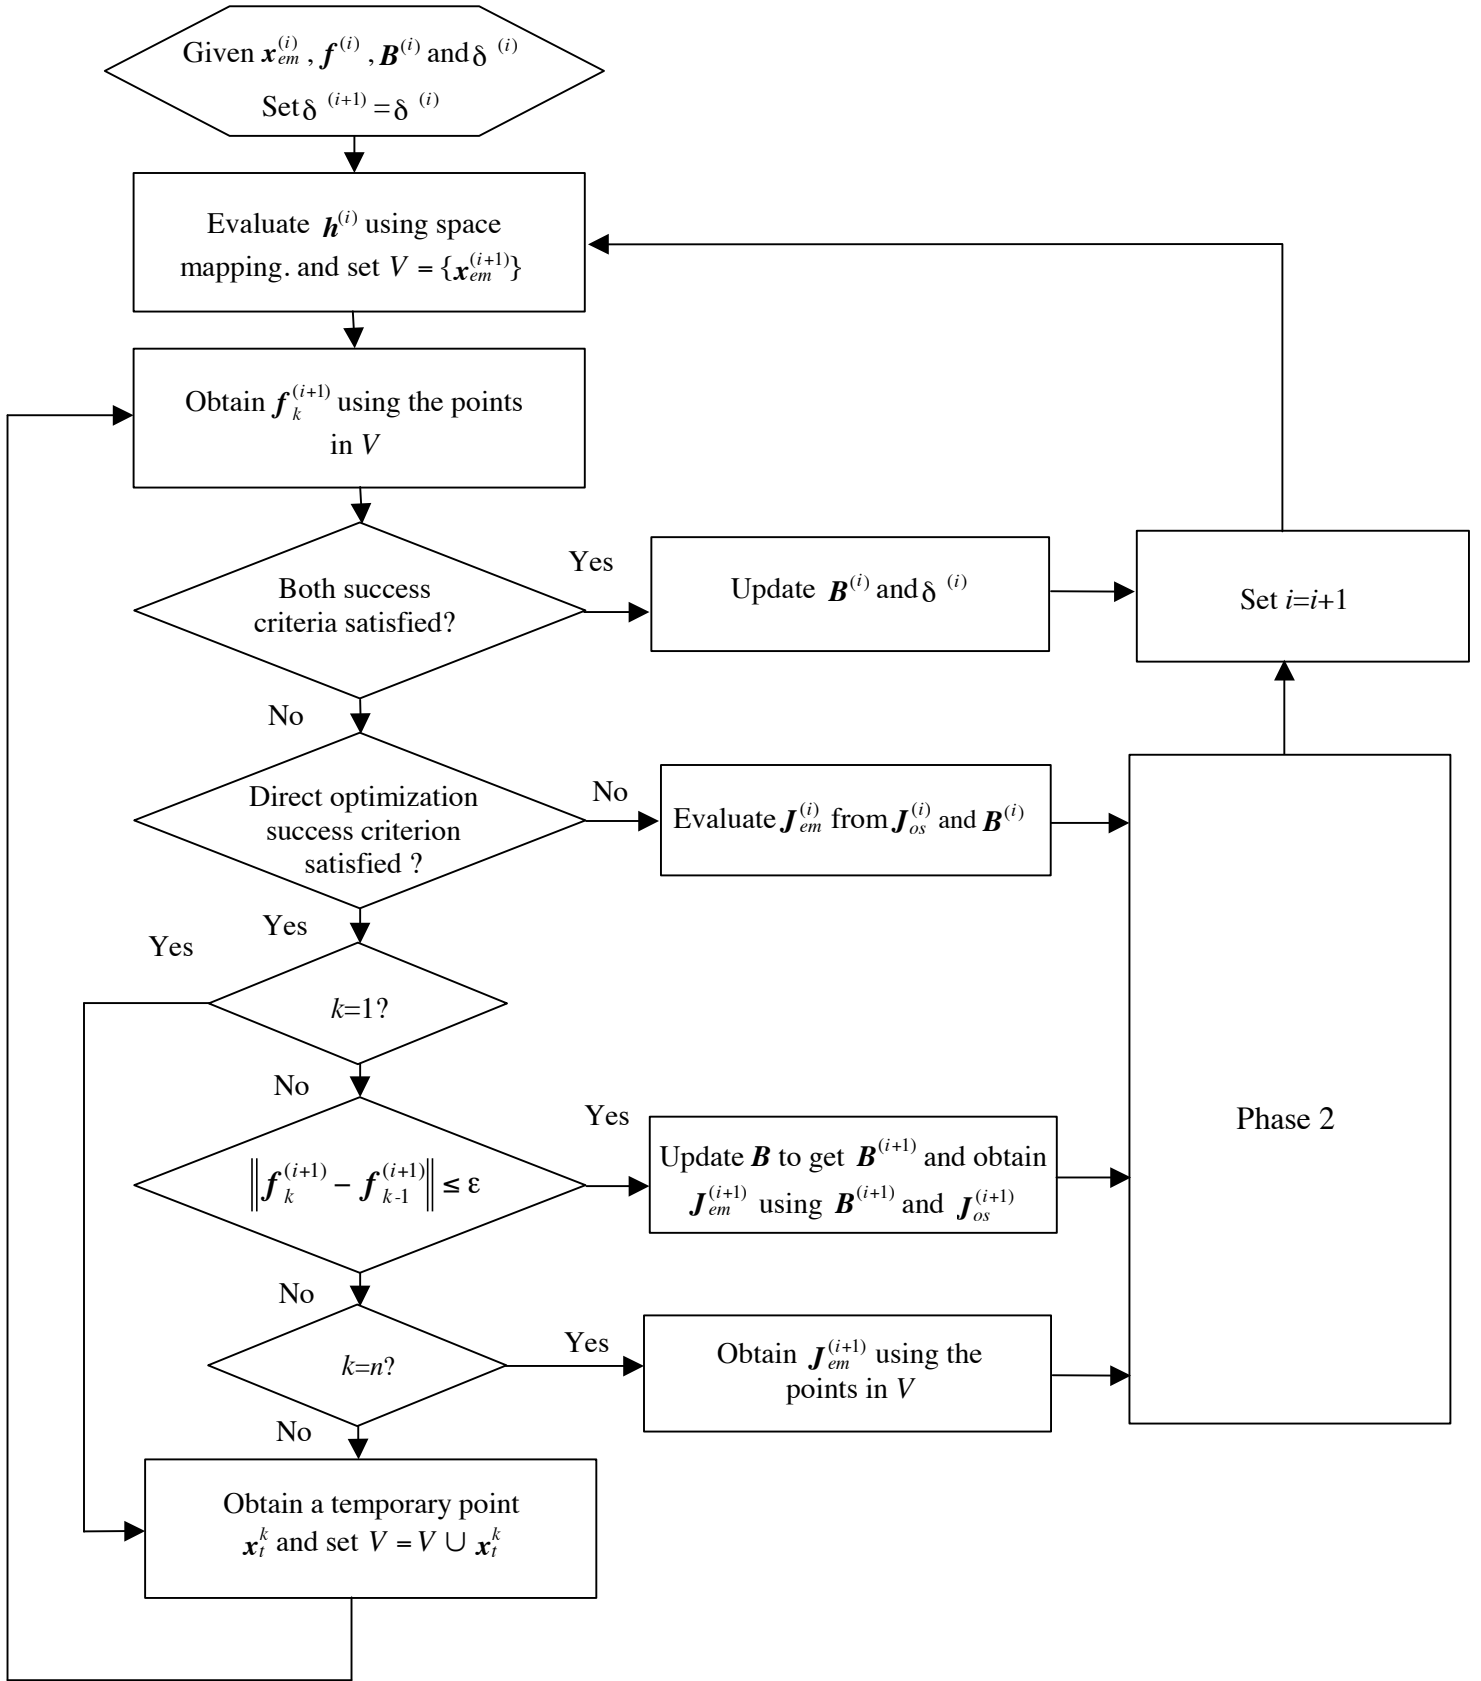 Given x_em^(i) , f^(i) , B^(i) and δ^(i)
Set δ^(i+1) = δ^(i)
Evaluate h^(i) using space
mapping. and set V = {x_em^(i+1)}
Obtain f_k^(i+1) using the points
in V
Both success
criteria satisfied?
Yes
Update B^(i) and δ^(i)
Set i=i+1
No
Direct optimization
success criterion
satisfied ?
No
Evaluate J_em^(i) from J_os^(i) and B^(i)
Yes
Yes
k=1?
No
‖f_k^(i+1) − f_k-1^(i+1)‖ ≤ ε
Yes
Update B to get B^(i+1) and obtain
J_em^(i+1) using B^(i+1) and J_os^(i+1)
Phase 2
No
k=n?
Yes
Obtain J_em^(i+1) using the
points in V
No
Obtain a temporary point
x_t^k and set V = V ∪ x_t^k